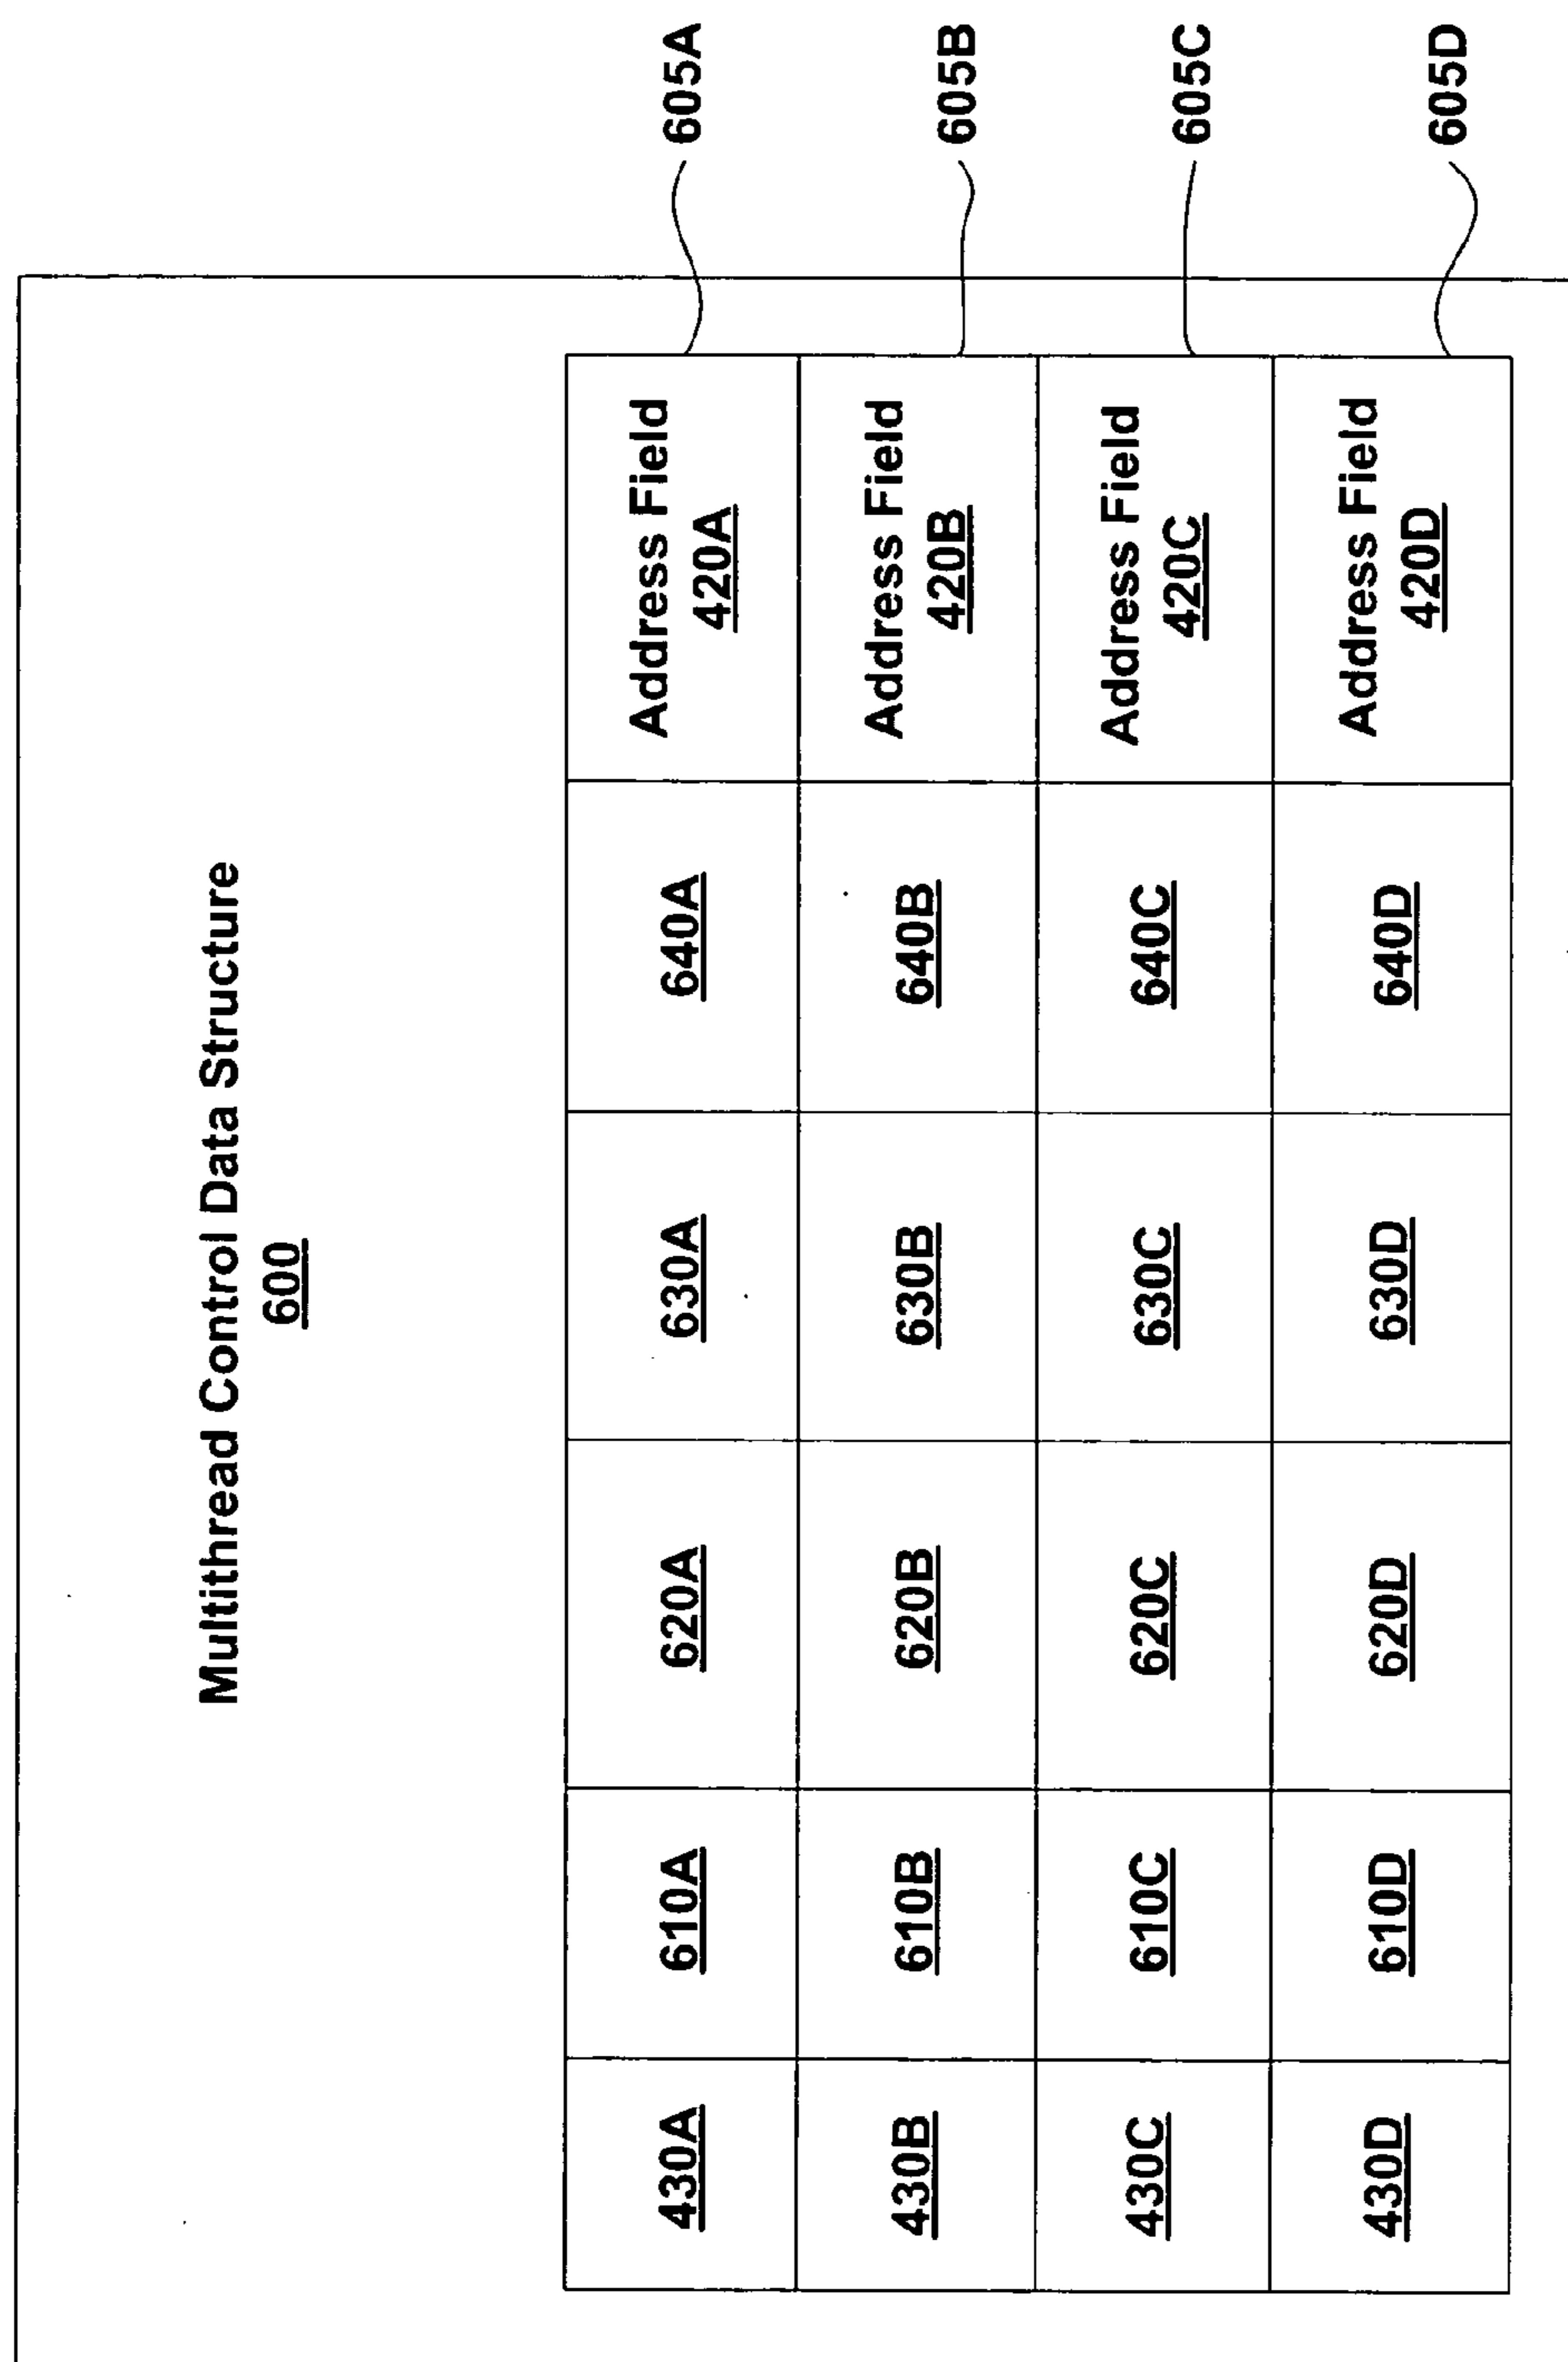 Multithread Control Data Structure
600
430A 610A 620A 630A 640A Address Field 420A 605A
430B 610B 620B 630B 640B Address Field 420B 605B
430C 610C 620C 630C 640C Address Field 420C 605C
430D 610D 620D 630D 640D Address Field 420D 605D